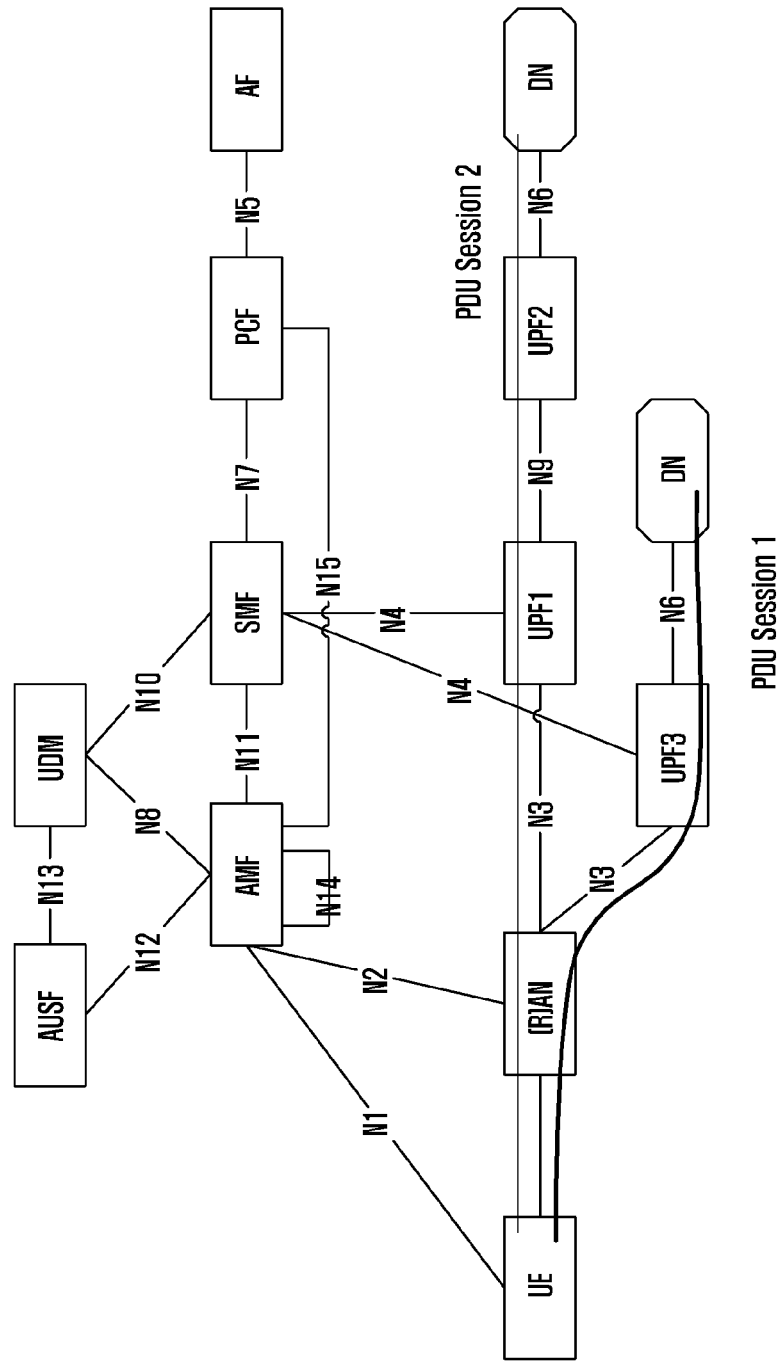 AUSF
N13
UDM
N12
N8
N10
AMF
N11
SMF
N7
PCF
N5
AF
N14
N15
N1
N2
N4
N4
PDU Session 2
UE
(R)AN
N3
UPF1
N9
UPF2
N6
DN
N3
UPF3
N6
DN
PDU Session 1